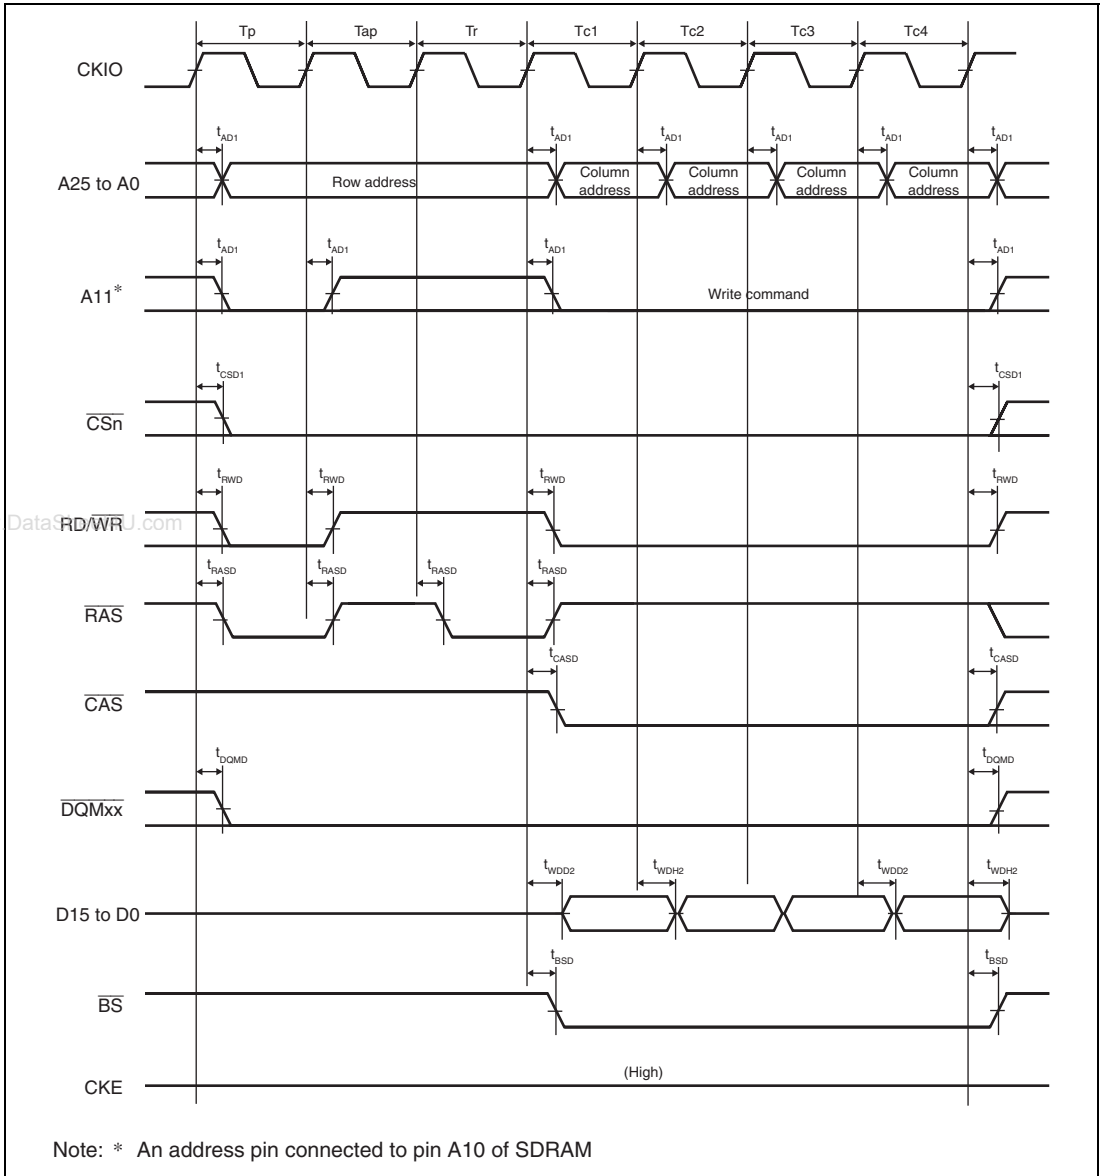 Tp Tap Tr Tc1 Tc2 Tc3 Tc4
CKIO
tAD1 tAD1 tAD1 tAD1 tAD1 tAD1
A25 to A0
Row address
Column address
Column address
Column address
Column address
tAD1 tAD1 tAD1 tAD1
A11*
Write command
tCSD1 tCSD1
CSn
tRWD tRWD tRWD tRWD
RD/WR
tRASD tRASD tRASD tRASD
RAS
tCASD tCASD
CAS
tDQMD tDQMD
DQMxx
tWDD2 tWDH2 tWDD2 tWDH2
D15 to D0
tBSD tBSD
BS
(High)
CKE
Note: * An address pin connected to pin A10 of SDRAM